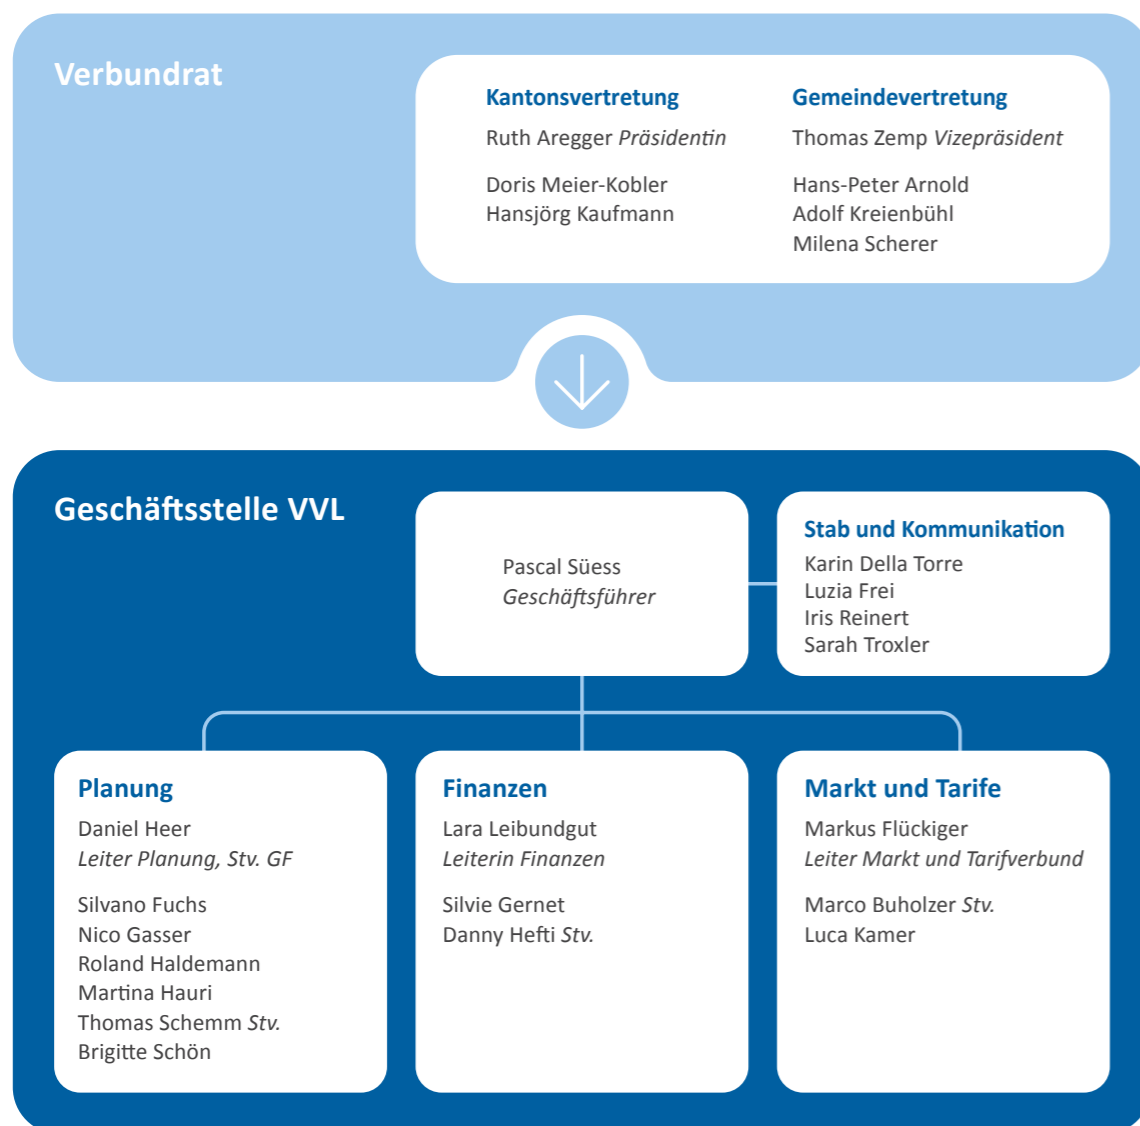 Verbundrat
Kantonsvertretung
Ruth Aregger Präsidentin
Doris Meier-Kobler
Hansjörg Kaufmann
Gemeindevertretung
Thomas Zemp Vizepräsident
Hans-Peter Arnold
Adolf Kreienbühl
Milena Scherer
Geschäftsstelle VVL
Pascal Süess
Geschäftsführer
Stab und Kommunikation
Karin Della Torre
Luzia Frei
Iris Reinert
Sarah Troxler
Planung
Daniel Heer
Leiter Planung, Stv. GF
Silvano Fuchs
Nico Gasser
Roland Haldemann
Martina Hauri
Thomas Schemm Stv.
Brigitte Schön
Finanzen
Lara Leibundgut
Leiterin Finanzen
Silvie Gernet
Danny Hefti Stv.
Markt und Tarife
Markus Flückiger
Leiter Markt und Tarifverbund
Marco Buholzer Stv.
Luca Kamer